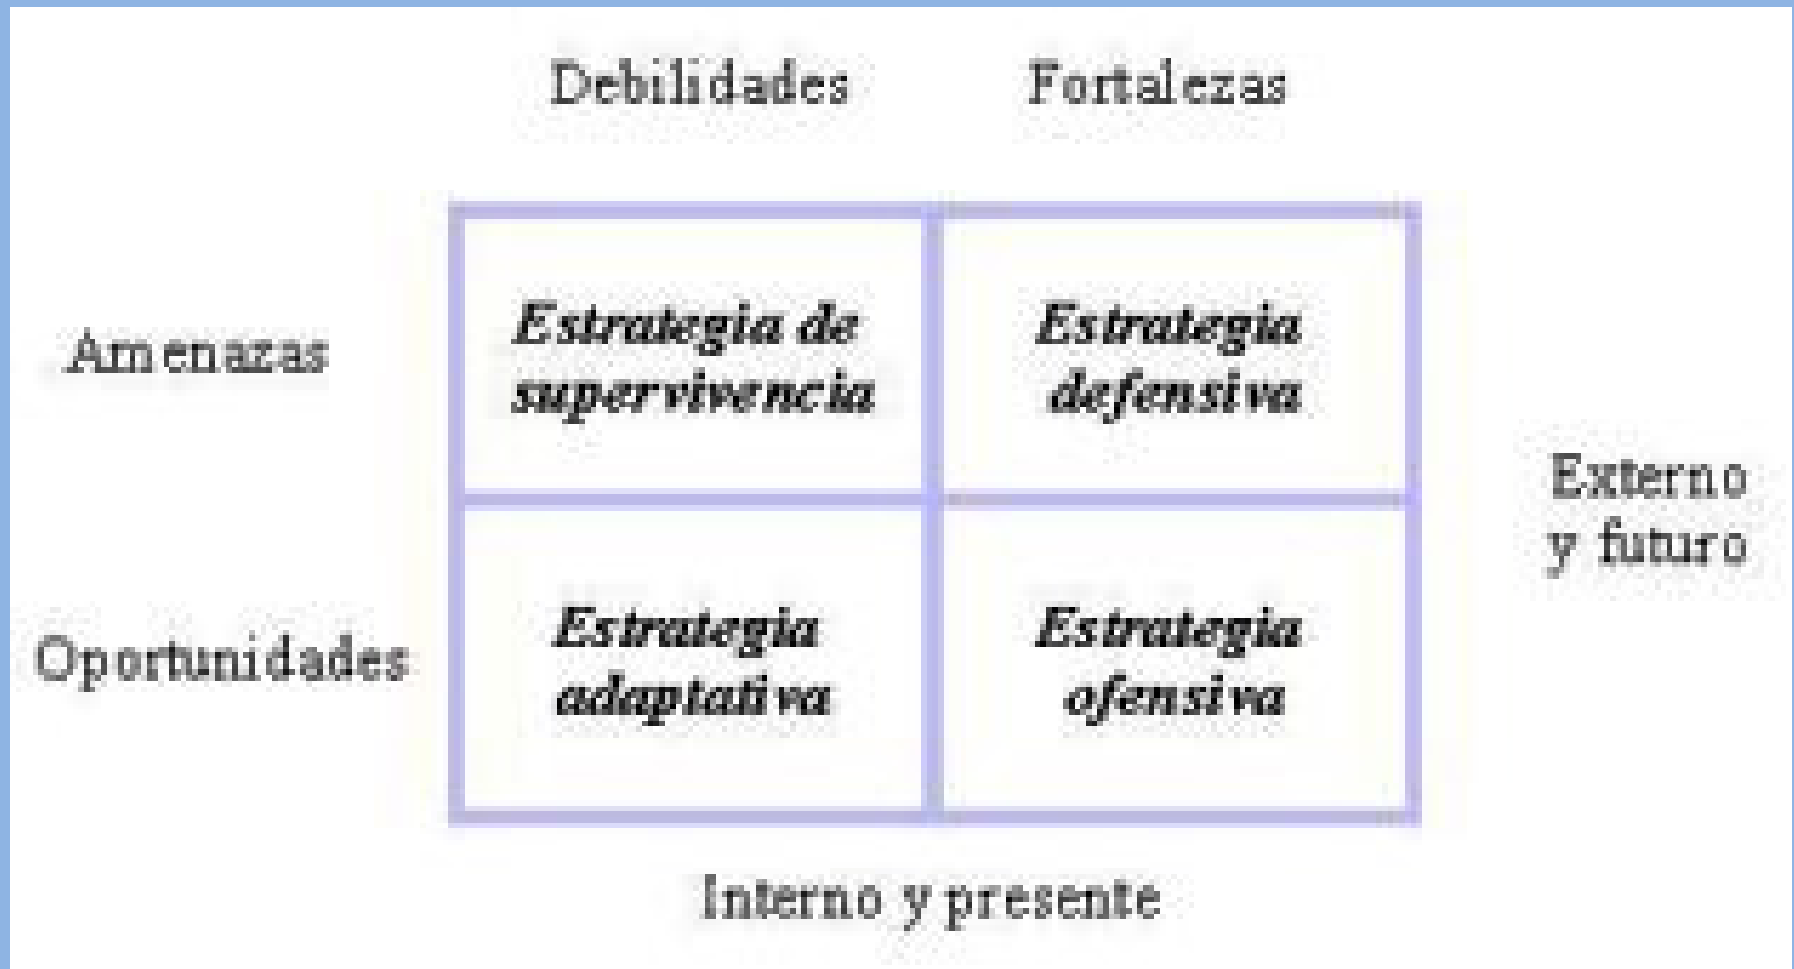 Debilidades Fortalezas
Amenazas
Estrategia de
supervivencia
Estrategia
defensiva
Externo
y futuro
Oportunidades
Estrategia
adaptativa
Estrategia
ofensiva
Interno y presente